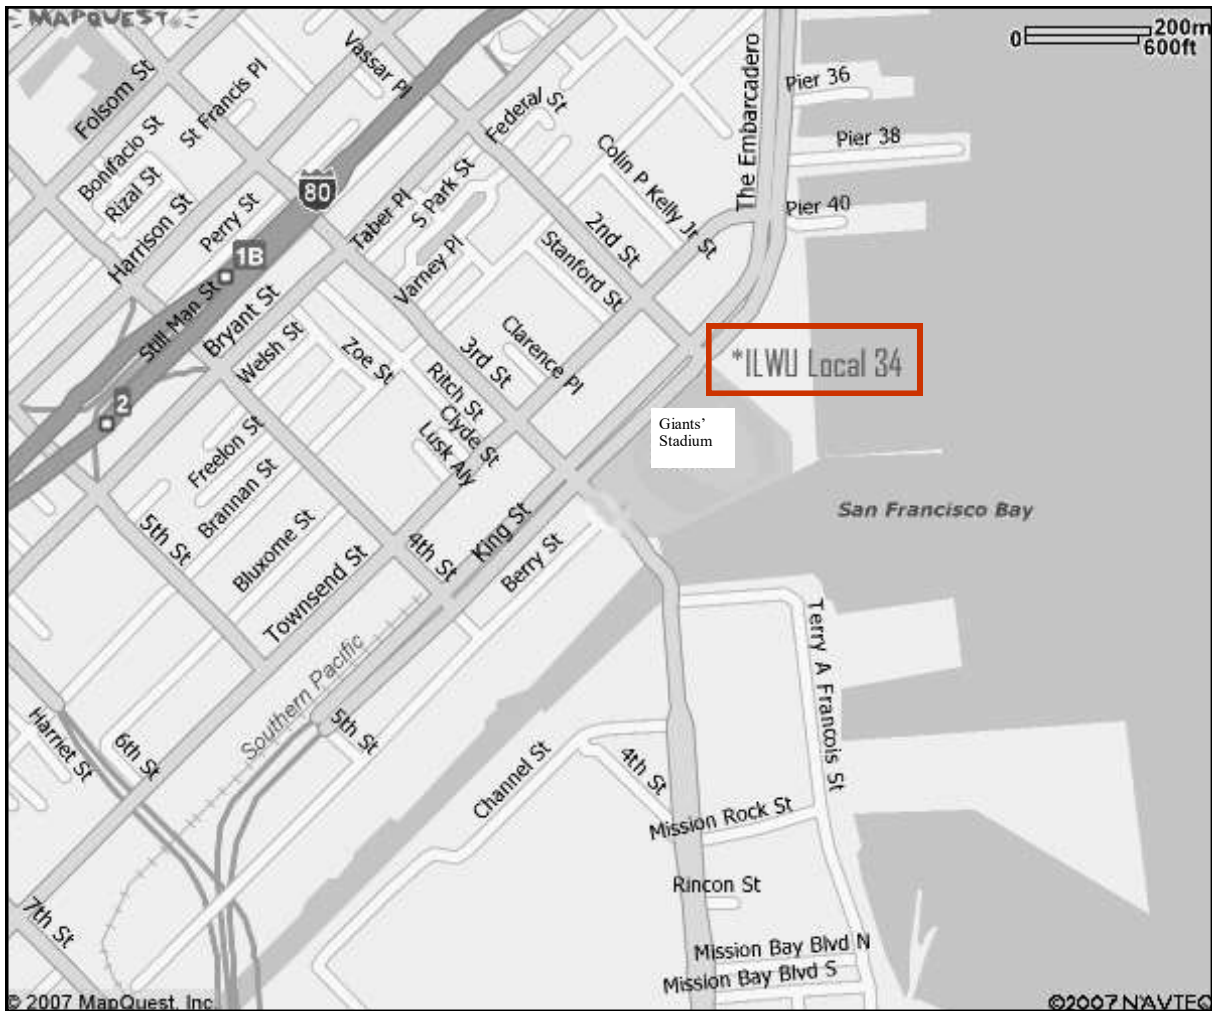 MAPQUEST
0
200m
600ft
Folsom St
St Francis Pl
Vassar Pl
The Embarcadero
Pier 36
Federal St
Bonifacio St
Colin P Kelly Jr St
Pier 38
Rizal St
80
S Park St
Harrison St
Perry St
Taber Pl
Pier 40
2nd St
1B
Varney Pl
Stanford St
Still Man St
Bryant St
Welsh St
Zoe St
3rd St
Clarence Pl
*ILWU Local 34
Ritch St
2
Clyde St
Giants’
Stadium
Lusk Aly
Freelon St
Brannan St
San Francisco Bay
5th St
Bluxome St
4th St
King St
Berry St
Townsend St
Terry A Francois St
Southern Pacific
5th St
Harriet St
6th St
Channel St
4th St
Mission Rock St
Rincon St
7th St
Mission Bay Blvd N
Mission Bay Blvd S
© 2007 MapQuest, Inc.
©2007 NAVTEQ